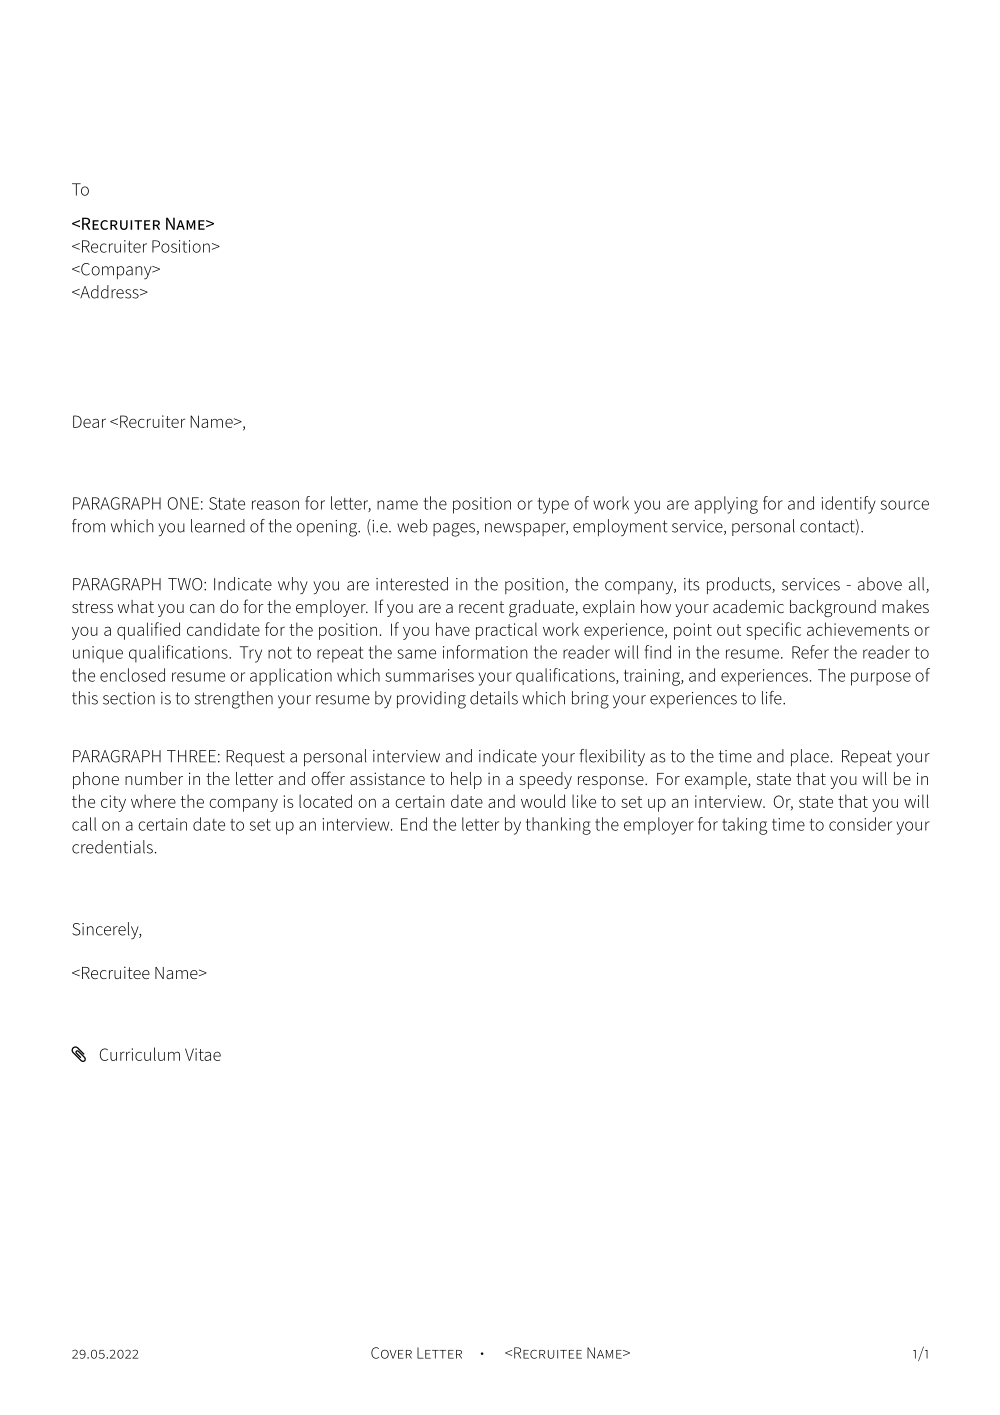 To
<Recruiter Name>
<Recruiter Position>
<Company>
<Address>
Dear <Recruiter Name>,
PARAGRAPH ONE: State reason for letter, name the position or type of work you are applying for and identify source
from which you learned of the opening. (i.e. web pages, newspaper, employment service, personal contact).
PARAGRAPH TWO: Indicate why you are interested in the position, the company, its products, services - above all,
stress what you can do for the employer. If you are a recent graduate, explain how your academic background makes
you a qualified candidate for the position. If you have practical work experience, point out specific achievements or
unique qualifications. Try not to repeat the same information the reader will find in the resume. Refer the reader to
the enclosed resume or application which summarises your qualifications, training, and experiences. The purpose of
this section is to strengthen your resume by providing details which bring your experiences to life.
PARAGRAPH THREE: Request a personal interview and indicate your flexibility as to the time and place. Repeat your
phone number in the letter and offer assistance to help in a speedy response. For example, state that you will be in
the city where the company is located on a certain date and would like to set up an interview. Or, state that you will
call on a certain date to set up an interview. End the letter by thanking the employer for taking time to consider your
credentials.
Sincerely,
<Recruitee Name>
Curriculum Vitae
29.05.2022 Cover Letter · <Recruitee Name> 1/1